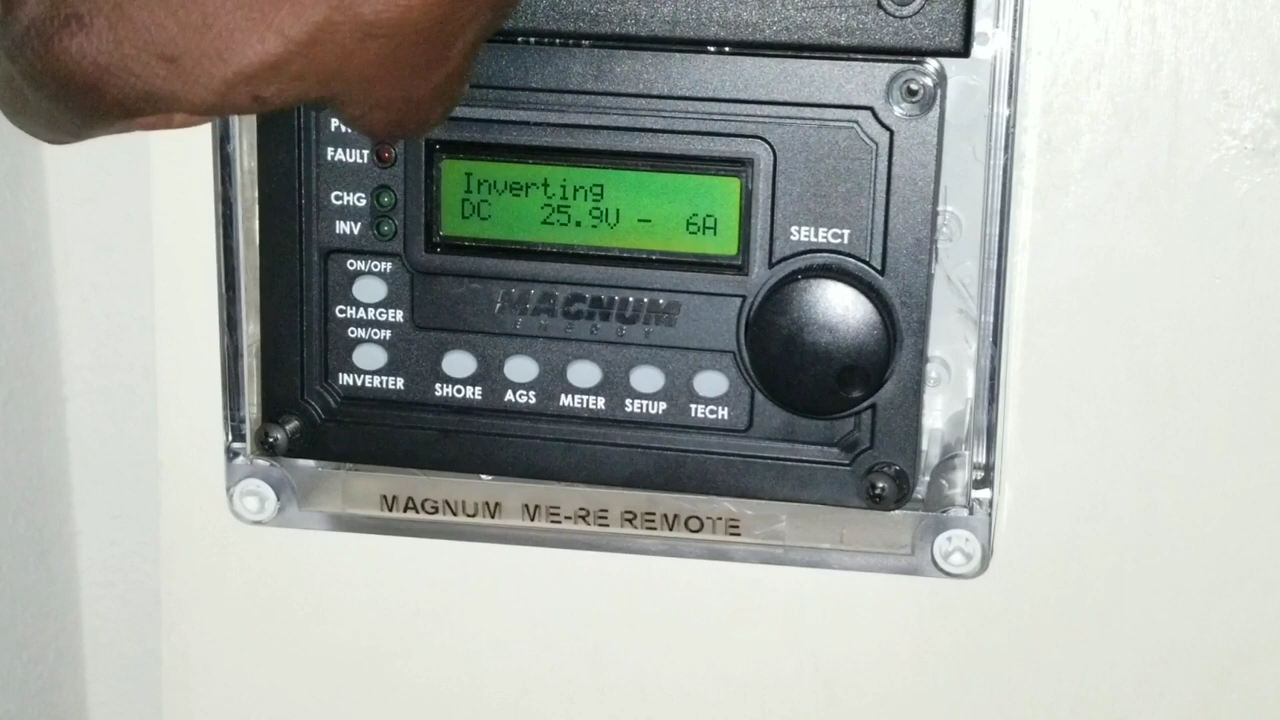 FAULT
CHG
INV
Inverting
DC 25.9V - 6A
SELECT
ON/OFF
CHARGER
ON/OFF
INVERTER
MAGNUM
ENERGY
SHORE
AGS
METER
SETUP
TECH
MAGNUM ME-RE REMOTE